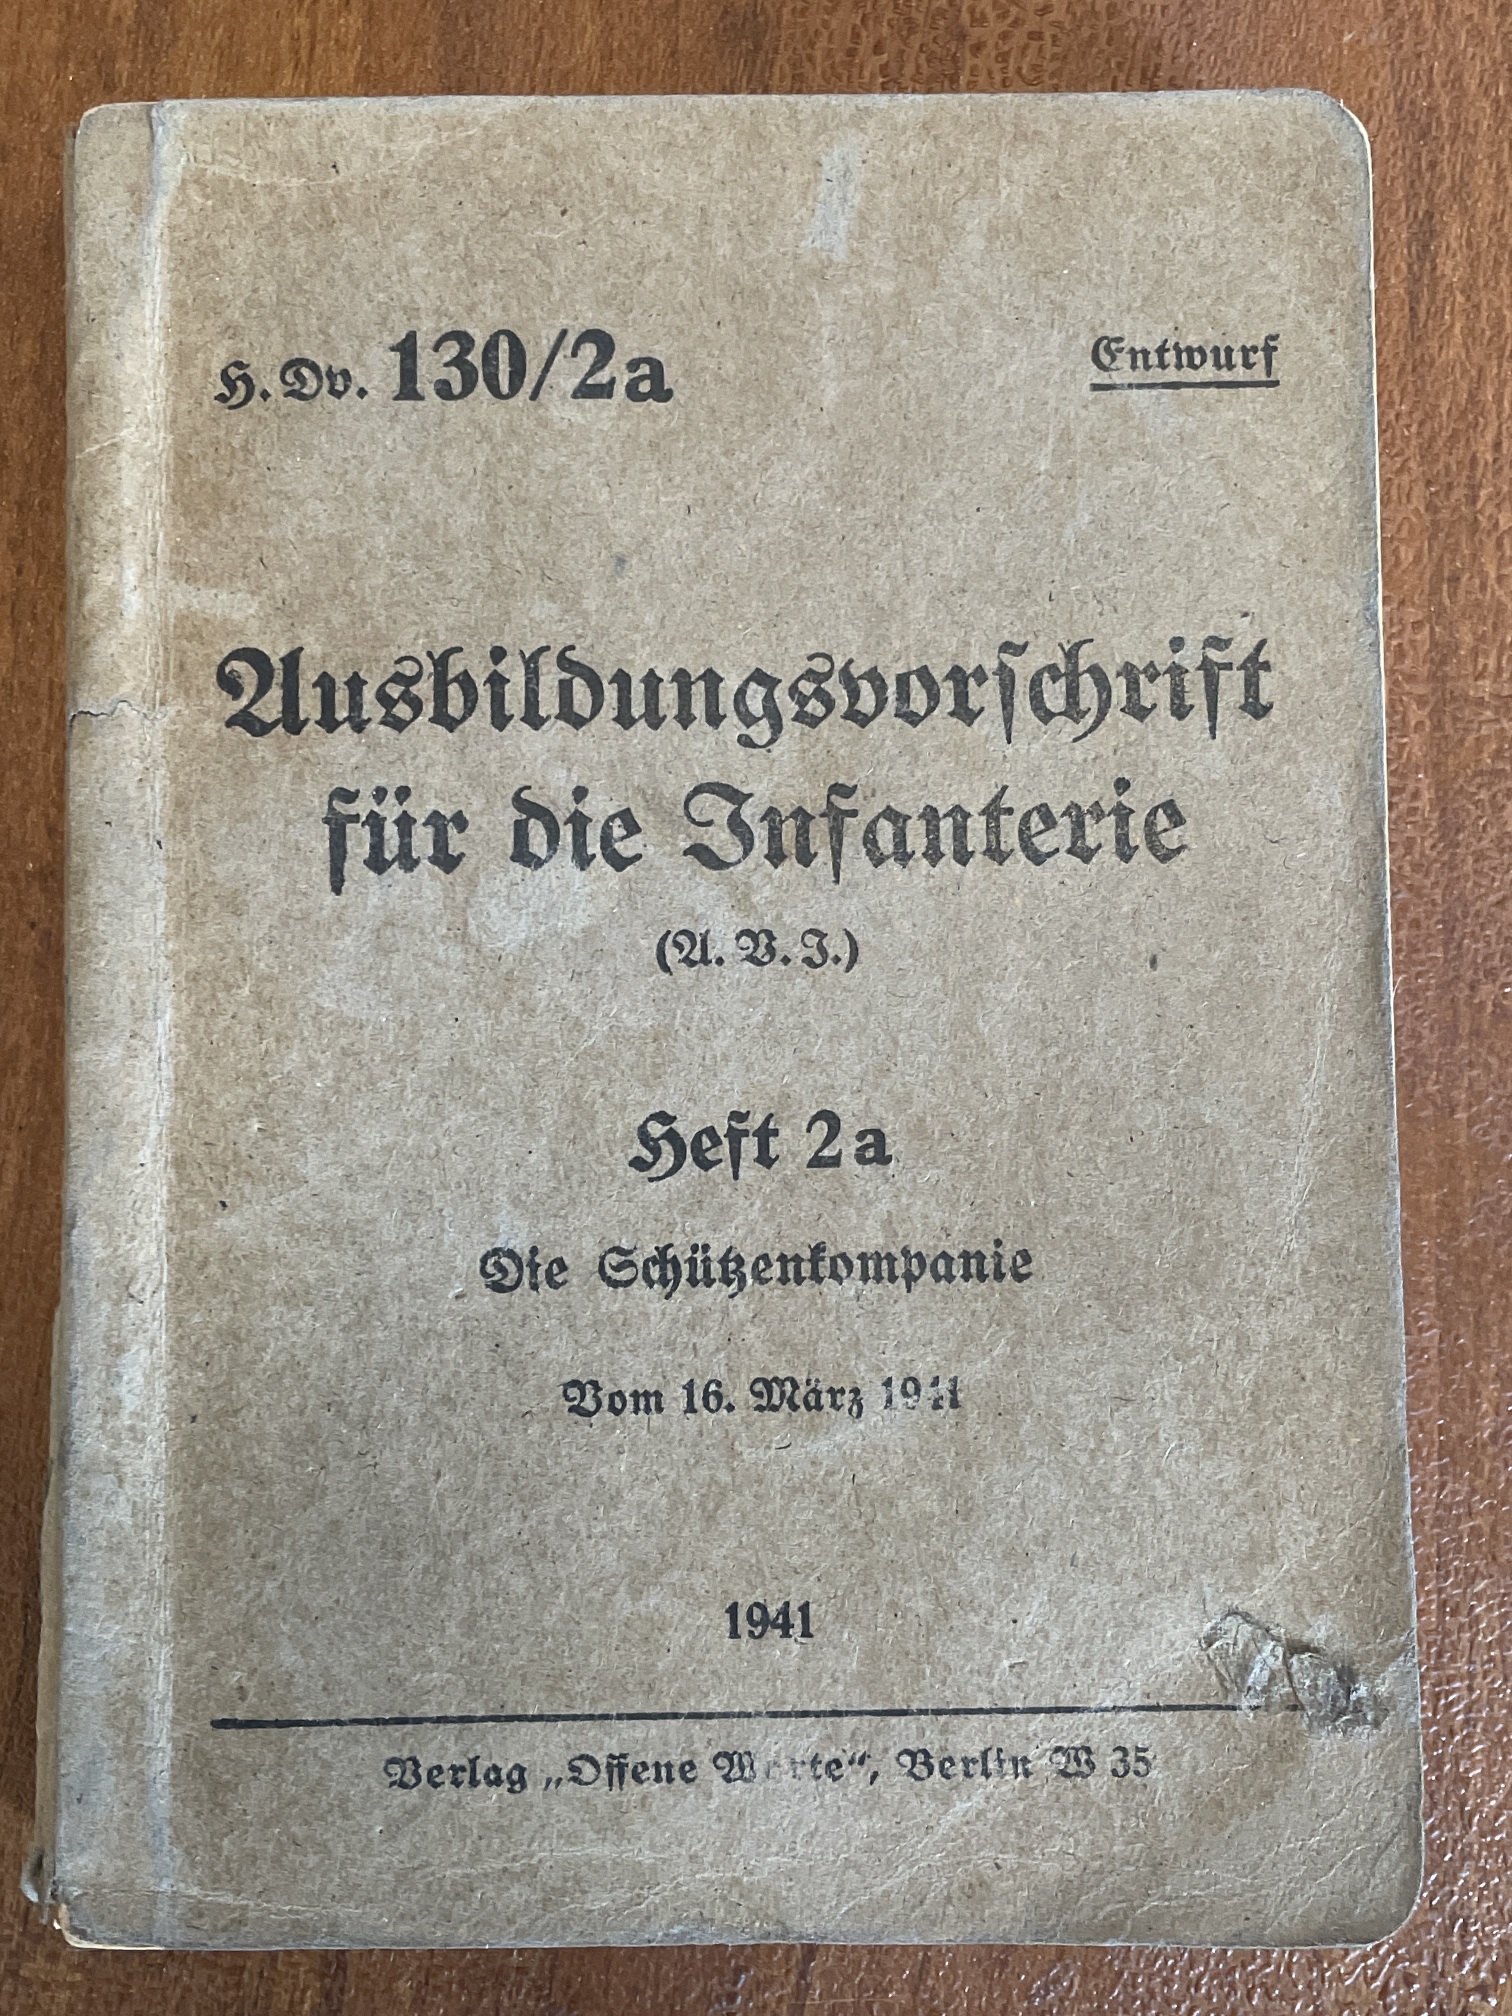 H. Dv. 130/2a
Entwurf
Ausbildungsvorſchrift
für die Infanterie
(A. V. I.)
Heft 2a
Die Schützenkompanie
Vom 16. März 1941
1941
Verlag „Offene Worte“, Berlin W 35